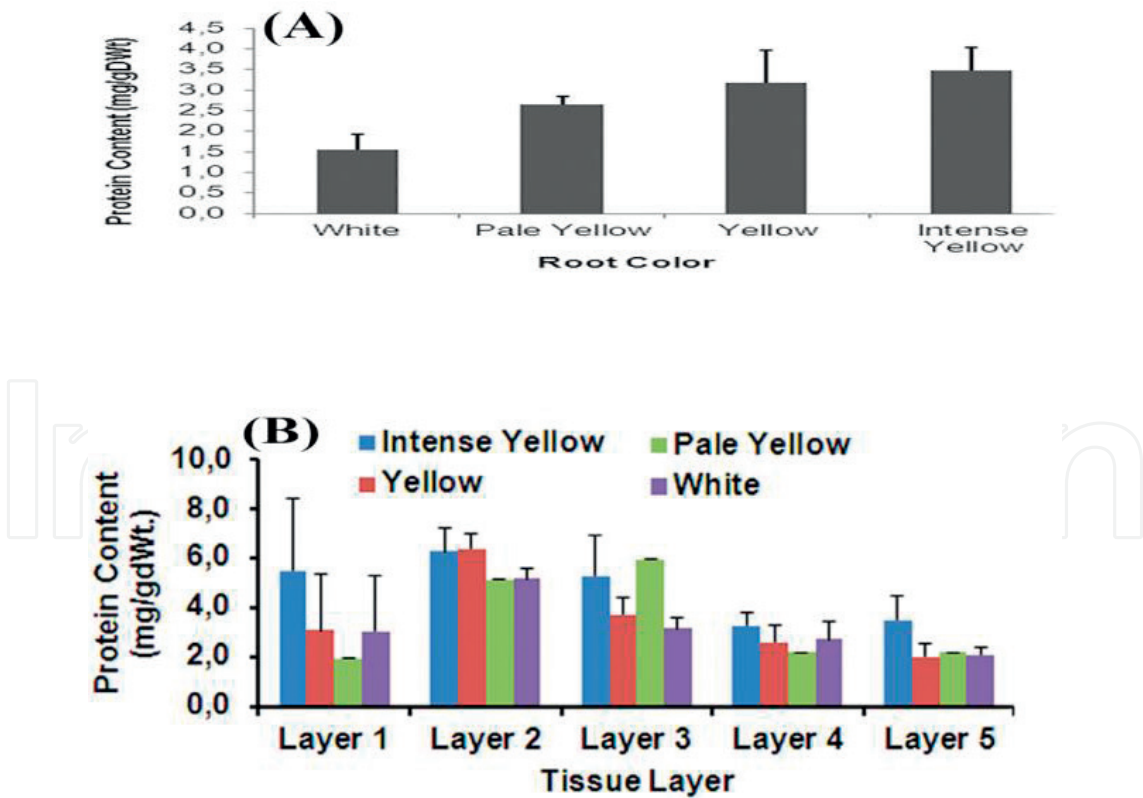 (A)
Protein Content (mg/gDWt)
4,5
4,0
3,5
3,0
2,5
2,0
1,5
1,0
0,5
0,0
White Pale Yellow Yellow Intense Yellow
Root Color
(B)
Intense Yellow Pale Yellow
Yellow White
Protein Content
(mg/gdWt.)
10,0
8,0
6,0
4,0
2,0
0,0
Layer 1 Layer 2 Layer 3 Layer 4 Layer 5
Tissue Layer